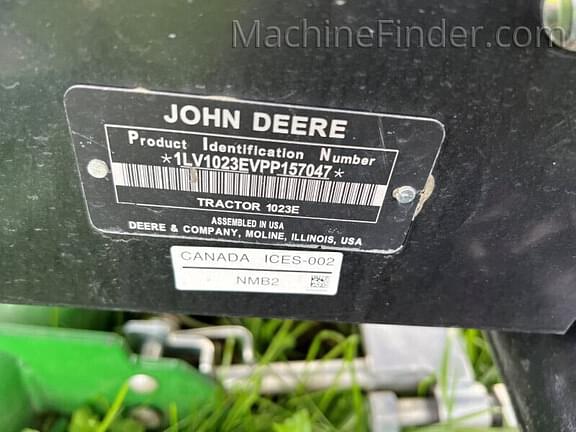 MachineFinder.com
JOHN DEERE
Product Identification Number
*1LV1023EVPP157047*
TRACTOR 1023E
ASSEMBLED IN USA
DEERE & COMPANY, MOLINE, ILLINOIS, USA
CANADA ICES-002
NMB2